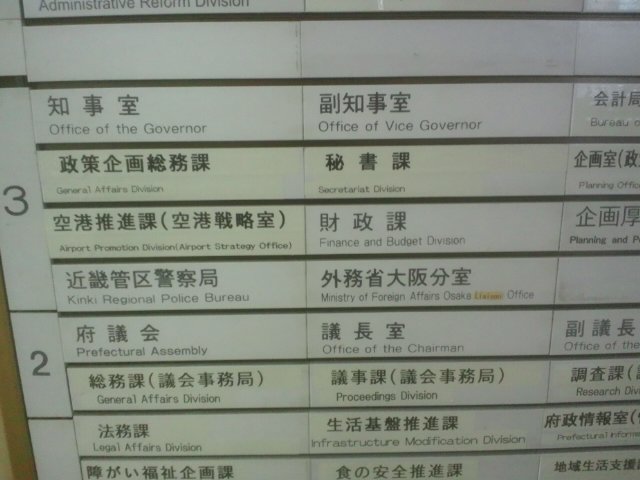 Administrative Reform Division
知事室
Office of the Governor
副知事室
Office of Vice Governor
会計局
Bureau
3
政策企画総務課
General Affairs Division
秘書課
Secretariat Division
企画室(政
Planning Office
空港推進課(空港戦略室)
Airport Promotion Division(Airport Strategy Office)
財政課
Finance and Budget Division
企画厚
Planning and Pe
近畿管区警察局
Kinki Regional Police Bureau
外務省大阪分室
Ministry of Foreign Affairs Osaka Liaison Office
2
府議会
Prefectural Assembly
議長室
Office of the Chairman
副議長
Office of the
総務課(議会事務局)
General Affairs Division
議事課(議会事務局)
Proceedings Division
調査課(
Research Div
法務課
Legal Affairs Division
生活基盤推進課
Infrastructure Modification Division
府政情報室(
Prefectural Inform
障がい福祉企画課
食の安全推進課
地域生活支援